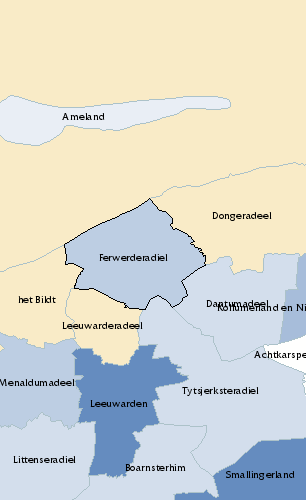 Ameland
Dongeradeel
Ferwerderadiel
het Bildt
Dantumadeel
Kollumerland en Ni
Leeuwarderadeel
Achtkarspe
Menaldumadeel
Tytsjerksteradiel
Leeuwarden
Littenseradiel
Boarnsterhim
Smallingerland